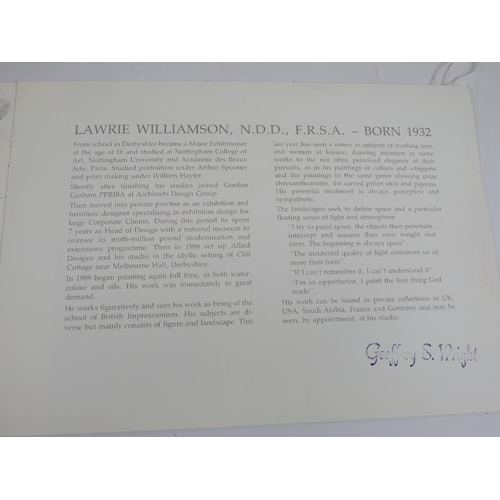 LAWRIE WILLIAMSON, N.D.D., F.R.S.A. – BORN 1932
From school in Derbyshire became a Major Exhibitioner
at the age of 16 and studied at Nottingham College of
Art, Nottingham University and Academie des Beaux
Arts, Paris. Studied portraiture under Arthur Spooner
and print making under William Hayter.
Shortly after finishing his studies joined Gordon
Graham PPRIBA at Architects Design Group.
Then moved into private practise as an exhibition and
furniture designer specialising in exhibition design for
large Corporate Clients. During this period he spent
7 years as Head of Design with a national museum to
oversee its multi-million pound modernisation and
extensions programme. Then in 1988 set up Allied
Designs and his studio in the idyllic setting of Cliff
Cottage near Melbourne Hall, Derbyshire.
In 1989 began painting again full time, in both water-
colour and oils. His work was immediately in great
demand.
He works figuratively and sees his work as being of the
school of British Impressionism. His subjects are di-
verse but mainly consists of figure and landscape. This
last year has seen a return to subjects of working men
and women at leisure, drawing attention in some
works to the not often perceived elegance of their
pursuits, as in his paintings of colliers and whippets
and the paintings in the same genre showing prize
chrysanthemums, the carved privet stick and pigeons.
His powerful treatment is always perceptive and
sympathetic.
The landscapes seek to define space and a particular
fleeting sense of light and atmosphere.
"I try to paint space, the objects then penetrate,
interrupt and assume their own weight and
form. The beginning is always space".
"The incidental quality of light convinces us of
more than form"
"If I can't remember it, I can't understand it"
"I'm an opportunist, I paint the first thing God
made".
His work can be found in private collections in UK,
USA, Saudi Arabia, France and Germany and may be
seen, by appointment, at his studio.
Geoffrey S. Wright